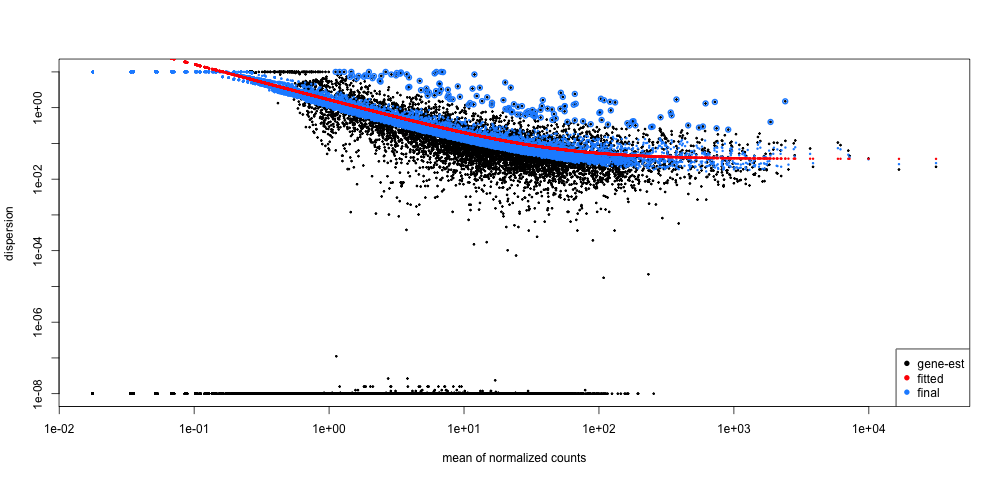 dispersion
1e+00
1e-02
1e-04
1e-06
1e-08
1e-02
1e-01
1e+00
1e+01
1e+02
1e+03
1e+04
mean of normalized counts
gene-est
fitted
final